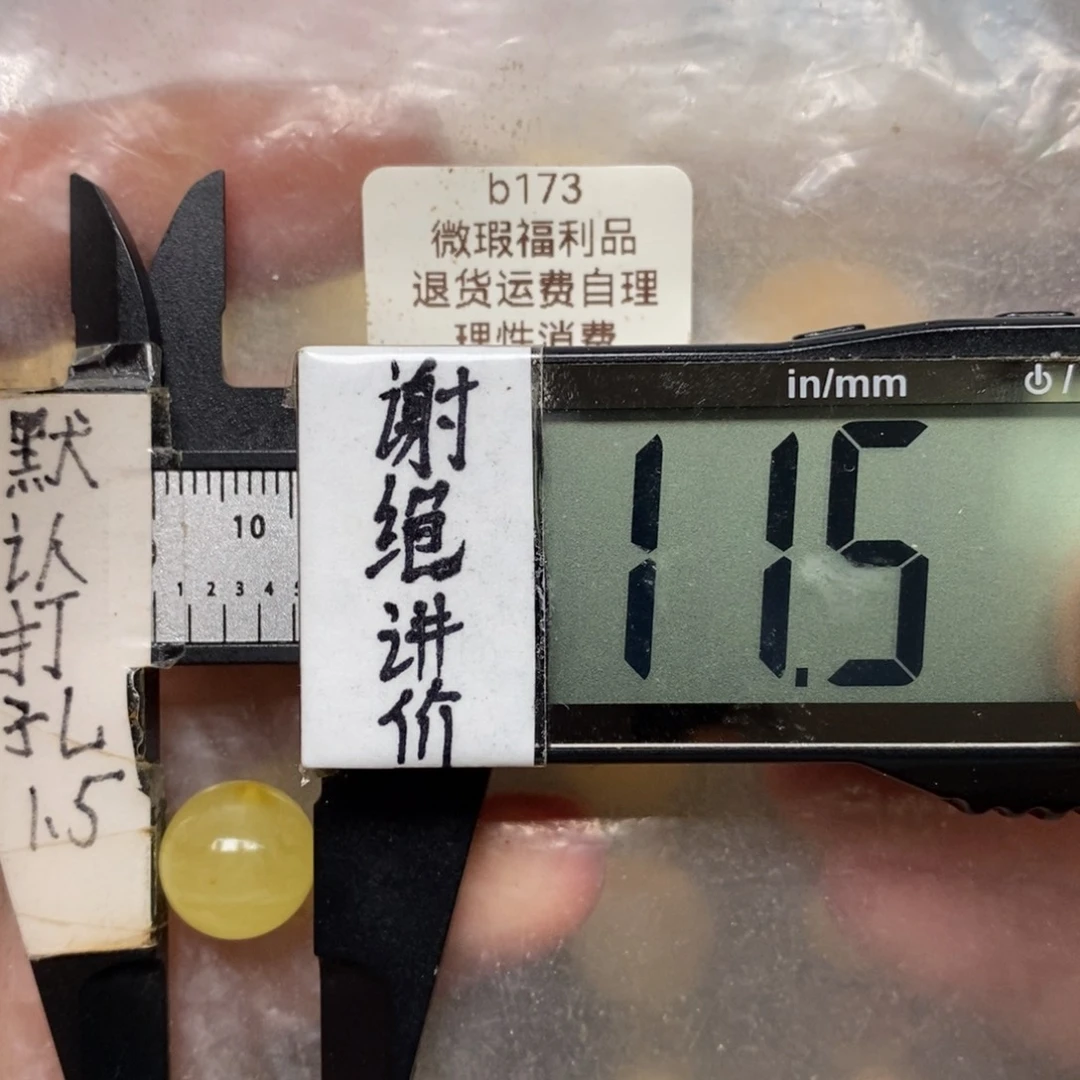 b173
微瑕福利品
退货运费自理
理性消费
谢绝讲价
in/mm
11.5
默认打孔
1.5
10
1 2 3 4